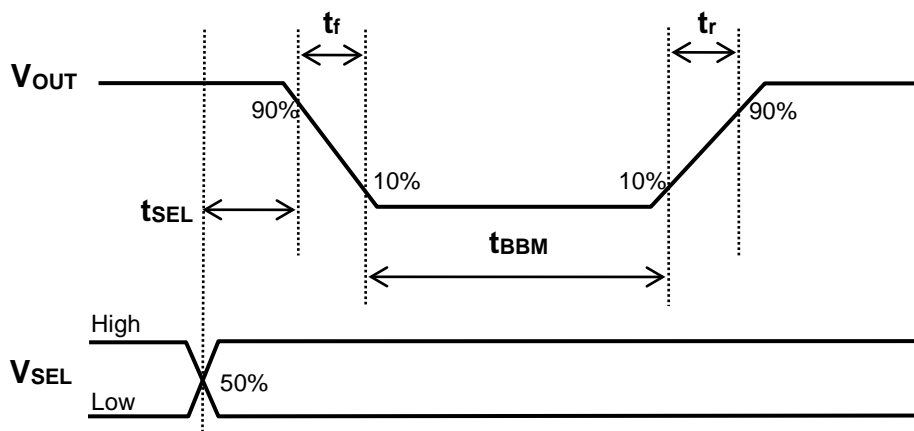 tf
tr
VOUT
90%
90%
10%
10%
tSEL
tBBM
High
VSEL
50%
Low